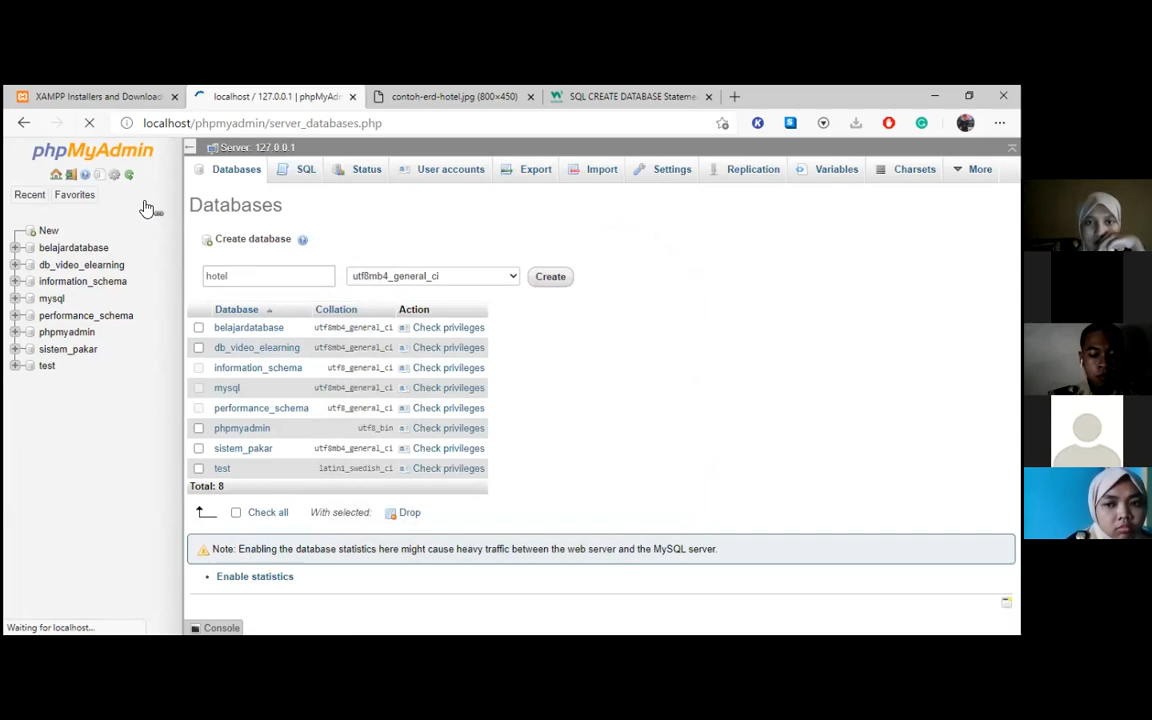 XAMPP Installers and Download
localhost / 127.0.0.1 | phpMyAdr
contoh-erd-hotel.jpg (800×450)
SQL CREATE DATABASE Stateme
localhost/phpmyadmin/server_databases.php
phpMyAdmin
Server: 127.0.0.1
Databases
SQL
Status
User accounts
Export
Import
Settings
Replication
Variables
Charsets
More
Recent
Favorites
New
belajardatabase
db_video_elearning
information_schema
mysql
performance_schema
phpmyadmin
sistem_pakar
test
Databases
Create database
hotel
utf8mb4_general_ci
Create
Database Collation Action
belajardatabase utf8mb4_general_ci Check privileges
db_video_elearning utf8mb4_general_ci Check privileges
information_schema utf8_general_ci Check privileges
mysql utf8mb4_general_ci Check privileges
performance_schema utf8_general_ci Check privileges
phpmyadmin utf8_bin Check privileges
sistem_pakar utf8mb4_general_ci Check privileges
test latin1_swedish_ci Check privileges
Total: 8
Check all With selected: Drop
Note: Enabling the database statistics here might cause heavy traffic between the web server and the MySQL server.
Enable statistics
Console
Waiting for localhost...